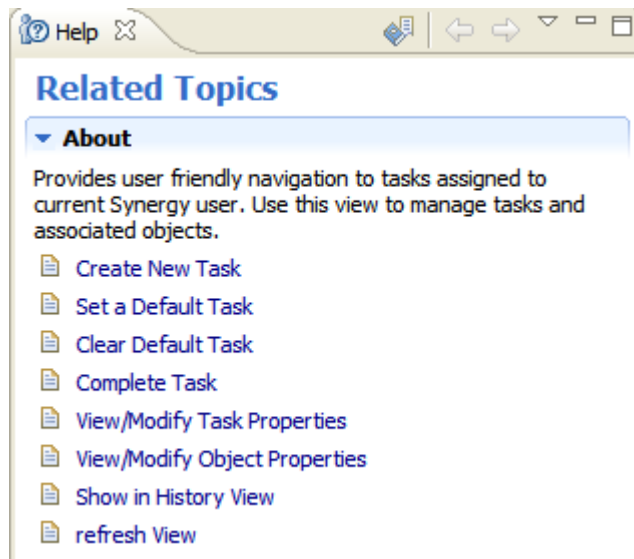 Help
Related Topics
About
Provides user friendly navigation to tasks assigned to
current Synergy user. Use this view to manage tasks and
associated objects.
Create New Task
Set a Default Task
Clear Default Task
Complete Task
View/Modify Task Properties
View/Modify Object Properties
Show in History View
refresh View